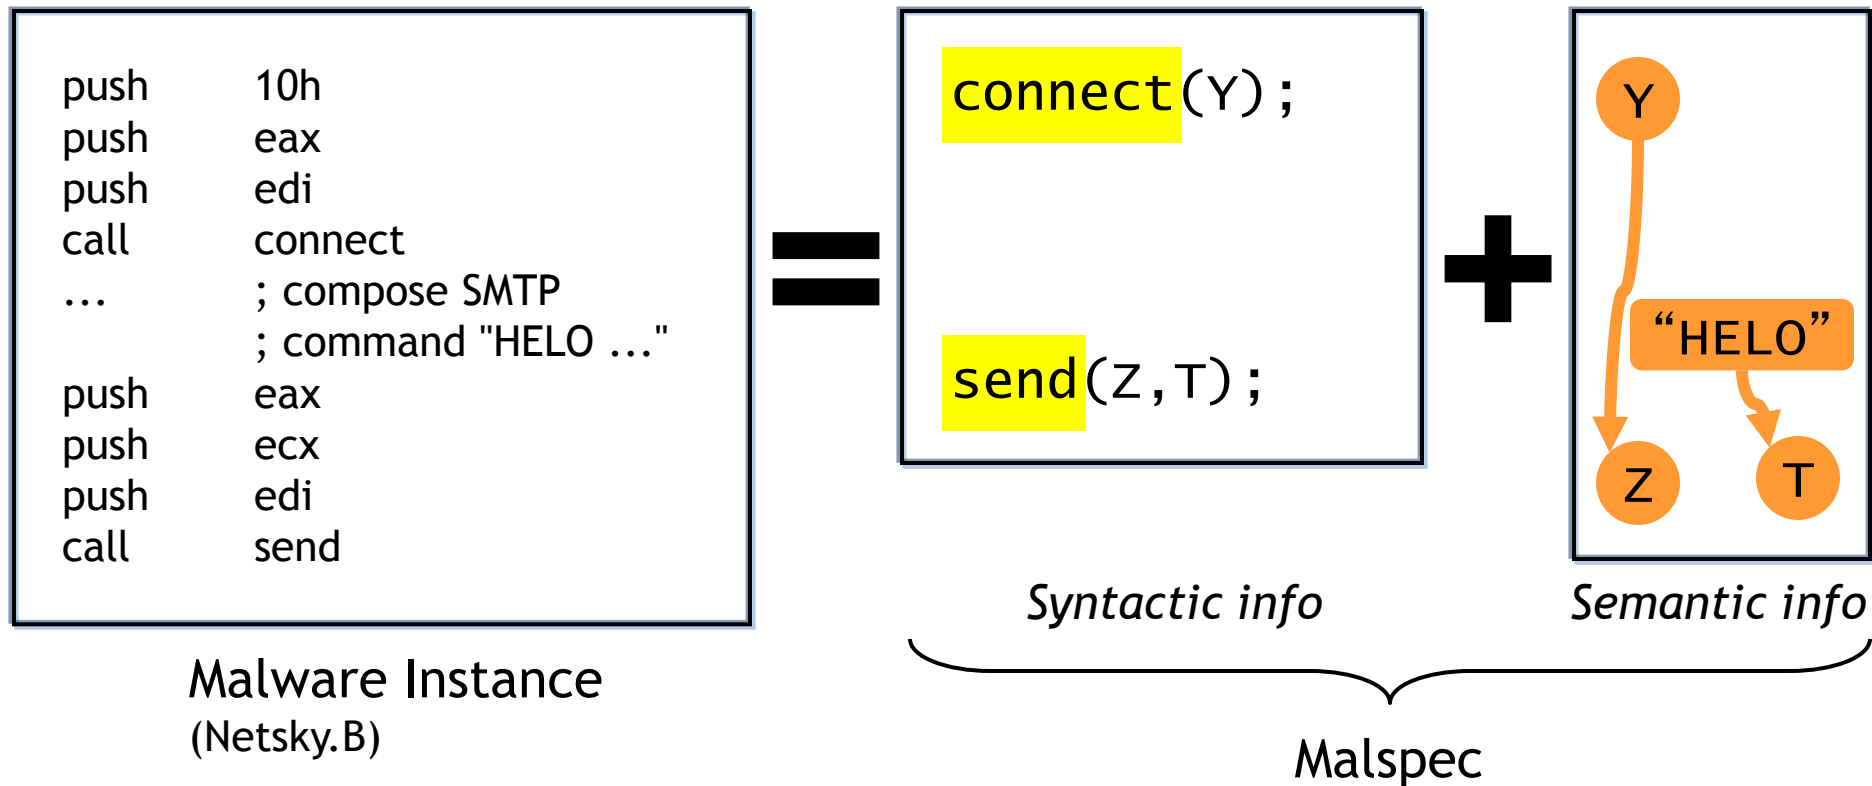 push 10h
push eax
push edi
call connect
... ; compose SMTP
; command "HELO ..."
push eax
push ecx
push edi
call send
Malware Instance
(Netsky.B)
=
connect(Y);
send(Z,T);
Syntactic info
+
Y
“HELO”
Z T
Semantic info
Malspec